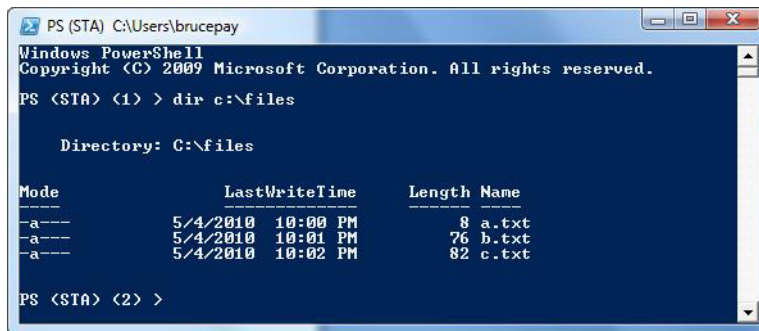 PS (STA) C:\Users\brucepay
Windows PowerShell
Copyright (C) 2009 Microsoft Corporation. All rights reserved.
PS (STA) (1) > dir c:\files
Directory: C:\files
Mode LastWriteTime Length Name
---- ------------- ------ ----
-a--- 5/4/2010 10:00 PM 8 a.txt
-a--- 5/4/2010 10:01 PM 76 b.txt
-a--- 5/4/2010 10:02 PM 82 c.txt
PS (STA) (2) >